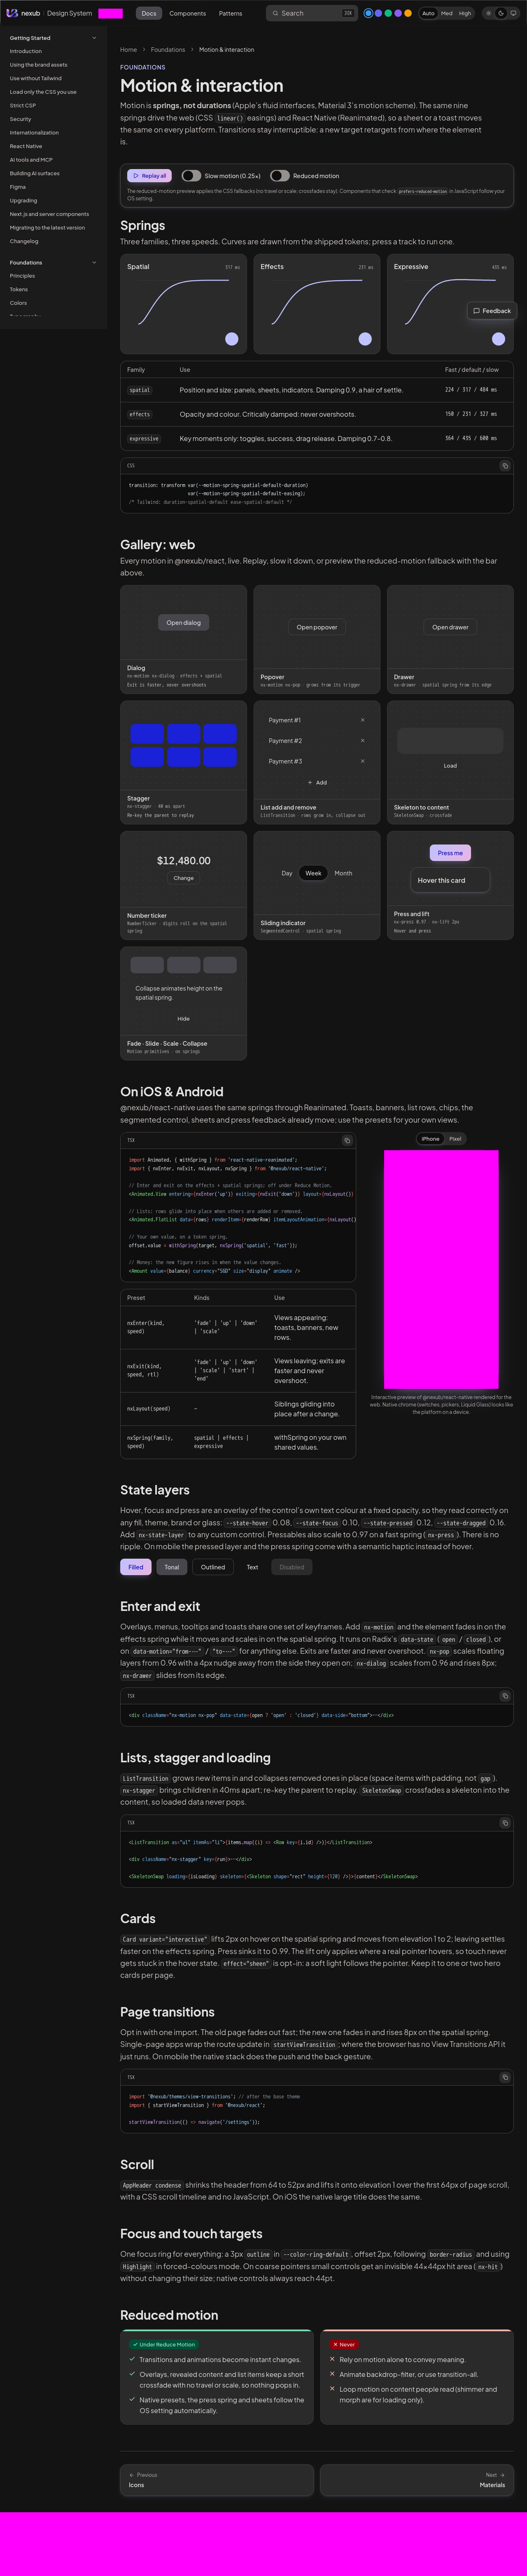 nexub Design System Docs Components Patterns Search Auto Med High
Getting Started
Introduction
Using the brand assets
Use without Tailwind
Load only the CSS you use
Strict CSP
Security
Internationalization
React Native
AI tools and MCP
Building AI surfaces
Figma
Upgrading
Next.js and server components
Migrating to the latest version
Changelog
Foundations
Principles
Tokens
Colors
Home > Foundations > Motion & interaction
FOUNDATIONS
Motion & interaction
Motion is springs, not durations (Apple's fluid interfaces, Material 3's motion scheme). The same nine
springs drive the web (CSS linear() easings) and React Native (Reanimated), so a sheet or a toast moves
the same on every platform. Transitions stay interruptible: a new target targets from wherever the element
is.
Replay all Slow motion (0.25x) Reduced motion
The reduced-motion preview applies the CSS fallbacks (no travel or scale; crossfades stay). Components that check prefers-reduced-motion in JavaScript follow your
OS setting.
Springs
Three families, three speeds. Curves are drawn from the shipped tokens; press a track to run one.
Spatial 317 ms
Effects 231 ms
Expressive 435 ms
Feedback
Family Use Fast / default / slow
spatial Position and size: panels, sheets, indicators. Damping 0.9, a hair of settle. 224 / 317 / 484 ms
effects Opacity and colour. Critically damped: never overshoots. 150 / 231 / 327 ms
expressive Key moments only: toggles, success, drag release. Damping 0.7–0.8. 364 / 435 / 600 ms
CSS
transition: transform var(--motion-spring-spatial-default-duration)
var(--motion-spring-spatial-default-easing);
/* Tailwind: duration-spatial-default ease-spatial-default */
Gallery: web
Every motion in @nexub/react, live. Replay, slow it down, or preview the reduced-motion fallback with the bar
above.
Open dialog
Dialog
nx-motion nx-dialog · effects + spatial
Exit is faster, never overshoots
Open popover
Popover
nx-motion nx-pop · grows from its trigger
Open drawer
Drawer
nx-drawer · spatial spring from its edge
Stagger
nx-stagger · 40 ms apart
Re-key the parent to replay
Payment #1
Payment #2
Payment #3
+ Add
List add and remove
ListTransition · rows grow in, collapse out
Load
Skeleton to content
SkeletonSwap · crossfade
$12,480.00
Change
Number ticker
NumberTicker · digits roll on the spatial
spring
Day Week Month
Sliding indicator
SegmentedControl · spatial spring
Press me
Hover this card
Press and lift
nx-press 0.97 · nx-lift 2px
Hover and press
Collapse animates height on the
spatial spring.
Hide
Fade · Slide · Scale · Collapse
Motion primitives · on springs
On iOS & Android
@nexub/react-native uses the same springs through Reanimated. Toasts, banners, list rows, chips, the
segmented control, sheets and press feedback already move; use the presets for your own views.
TSX
import Animated, { withSpring } from 'react-native-reanimated';
import { nxEnter, nxExit, nxLayout, nxSpring } from '@nexub/react-native';
// Enter and exit on the effects + spatial springs; off under Reduce Motion.
<Animated.View entering={nxEnter('up')} exiting={nxExit('down')} layout={nxLayout()}
// Lists: rows glide into place when others are added or removed.
<Animated.FlatList data={rows} renderItem={renderRow} itemLayoutAnimation={nxLayout()
// Your own value, on a token spring.
offset.value = withSpring(target, nxSpring('spatial', 'fast'));
// Money: the new figure rises in when the value changes.
<Amount value={balance} currency="SGD" size="display" animate />
iPhone Pixel
Interactive preview of @nexub/react-native rendered for the
web. Native chrome (switches, pickers, Liquid Glass) looks like
the platform on a device.
Preset Kinds Use
nxEnter(kind, speed) 'fade' | 'up' | 'down' | 'scale' Views appearing: toasts, banners, new rows.
nxExit(kind, speed, rtl) 'fade' | 'up' | 'down' | 'scale' | 'start' | 'end' Views leaving; exits are faster and never overshoot.
nxLayout(speed) — Siblings gliding into place after a change.
nxSpring(family, speed) spatial | effects | expressive withSpring on your own shared values.
State layers
Hover, focus and press are an overlay of the control's own text colour at a fixed opacity, so they read correctly on
any fill, theme, brand or glass: --state-hover 0.08, --state-focus 0.10, --state-pressed 0.12, --state-dragged 0.16.
Add nx-state-layer to any custom control. Pressables also scale to 0.97 on a fast spring ( nx-press ). There is no
ripple. On mobile the pressed layer and the press spring come with a semantic haptic instead of hover.
Filled Tonal Outlined Text Disabled
Enter and exit
Overlays, menus, tooltips and toasts share one set of keyframes. Add nx-motion and the element fades in on the
effects spring while it moves and scales in on the spatial spring. It runs on Radix's data-state ( open / closed ), or
on data-motion="from-…" / "to-…" for anything else. Exits are faster and never overshoot. nx-pop scales floating
layers from 0.96 with a 4px nudge away from the side they open on; nx-dialog scales from 0.96 and rises 8px;
nx-drawer slides from its edge.
TSX
<div className="nx-motion nx-pop" data-state={open ? 'open' : 'closed'} data-side="bottom">…</div>
Lists, stagger and loading
ListTransition grows new items in and collapses removed ones in place (space items with padding, not gap ).
nx-stagger brings children in 40ms apart; re-key the parent to replay. SkeletonSwap crossfades a skeleton into the
content, so loaded data never pops.
TSX
<ListTransition as="ul" itemAs="li">{items.map((i) => <Row key={i.id} />)}</ListTransition>
<div className="nx-stagger" key={run}>…</div>
<SkeletonSwap loading={isLoading} skeleton={<Skeleton shape="rect" height={120} />}>{content}</SkeletonSwap>
Cards
Card variant="interactive" lifts 2px on hover on the spatial spring and moves from elevation 1 to 2; leaving settles
faster on the effects spring. Press sinks it to 0.99. The lift only applies where a real pointer hovers, so touch never
gets stuck in the hover state. effect="sheen" is opt-in: a soft light follows the pointer. Keep it to one or two hero
cards per page.
Page transitions
Opt in with one import. The old page fades out fast; the new one fades in and rises 8px on the spatial spring.
Single-page apps wrap the route update in startViewTransition; where the browser has no View Transitions API it
just runs. On mobile the native stack does the push and the back gesture.
TSX
import '@nexub/themes/view-transitions'; // after the base theme
import { startViewTransition } from '@nexub/react';
startViewTransition(() => navigate('/settings'));
Scroll
AppHeader condense shrinks the header from 64 to 52px and lifts it onto elevation 1 over the first 64px of page scroll,
with a CSS scroll timeline and no JavaScript. On iOS the native large title does the same.
Focus and touch targets
One focus ring for everything: a 3px outline in --color-ring-default, offset 2px, following border-radius and using
Highlight in forced-colours mode. On coarse pointers small controls get an invisible 44×44px hit area ( nx-hit )
without changing their size; native controls always reach 44pt.
Reduced motion
Under Reduce Motion
Transitions and animations become instant changes.
Overlays, revealed content and list items keep a short
crossfade with no travel or scale, so nothing pops in.
Native presets, the press spring and sheets follow the
OS setting automatically.
Never
Rely on motion alone to convey meaning.
Animate backdrop-filter, or use transition-all.
Loop motion on content people read (shimmer and
morph are for loading only).
Previous
Icons
Next
Materials